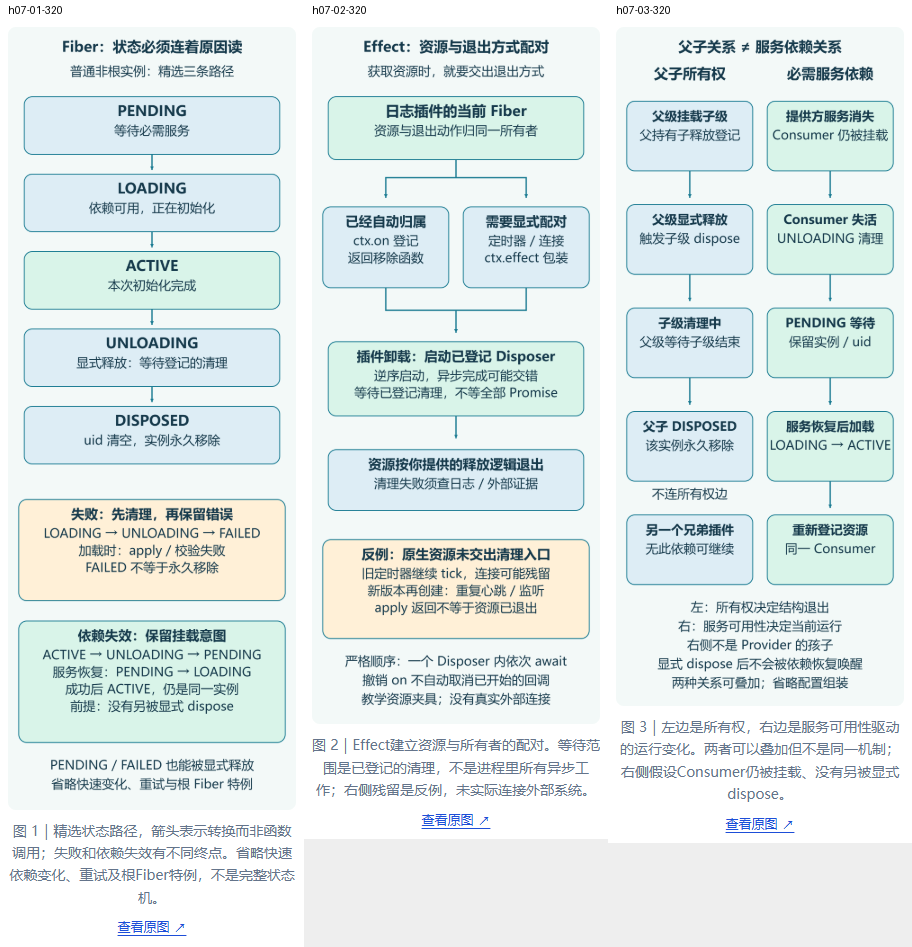 h07-01-320
Fiber：状态必须连着原因读
普通非根实例：精选三条路径
PENDING
等待必需服务
LOADING
依赖可用，正在初始化
ACTIVE
本次初始化完成
UNLOADING
显式释放：等待登记的清理
DISPOSED
uid 清空，实例永久移除
失败：先清理，再保留错误
LOADING → UNLOADING → FAILED
加载时：apply / 校验失败
FAILED 不等于永久移除
依赖失效：保留挂载意图
ACTIVE → UNLOADING → PENDING
服务恢复：PENDING → LOADING
成功后 ACTIVE，仍是同一实例
前提：没有另被显式 dispose
PENDING / FAILED 也能被显式释放
省略快速变化、重试与根 Fiber 特例
图 1｜精选状态路径，箭头表示转换而非函数
调用；失败和依赖失效有不同终点。省略快速
依赖变化、重试及根Fiber特例，不是完整状态
机。
查看原图 ↗
h07-02-320
Effect：资源与退出方式配对
获取资源时，就要交出退出方式
日志插件的当前 Fiber
资源与退出动作归同一所有者
已经自动归属
ctx.on 登记
返回移除函数
需要显式配对
定时器 / 连接
ctx.effect 包装
插件卸载：启动已登记 Disposer
逆序启动，异步完成可能交错
等待已登记清理，不等全部 Promise
资源按你提供的释放逻辑退出
清理失败须查日志 / 外部证据
反例：原生资源未交出清理入口
旧定时器继续 tick，连接可能残留
新版本再创建：重复心跳 / 监听
apply 返回不等于资源已退出
严格顺序：一个 Disposer 内依次 await
撤销 on 不自动取消已开始的回调
教学资源夹具；没有真实外部连接
图 2｜Effect建立资源与所有者的配对。等待范
围是已登记的清理，不是进程里所有异步工
作；右侧残留是反例，未实际连接外部系统。
查看原图 ↗
h07-03-320
父子关系 ≠ 服务依赖关系
父子所有权
必需服务依赖
父级挂载子级
父持有子释放登记
提供方服务消失
Consumer 仍被挂载
父级显式释放
触发子级 dispose
Consumer 失活
UNLOADING 清理
子级清理中
父级等待子级结束
PENDING 等待
保留实例 / uid
父子 DISPOSED
该实例永久移除
服务恢复后加载
LOADING → ACTIVE
不连所有权边
另一个兄弟插件
无此依赖可继续
重新登记资源
同一 Consumer
左：所有权决定结构退出
右：服务可用性决定当前运行
右侧不是 Provider 的孩子
显式 dispose 后不会被依赖恢复唤醒
两种关系可叠加；省略配置组装
图 3｜左边是所有权，右边是服务可用性驱动
的运行变化。两者可以叠加但不是同一机制；
右侧假设Consumer仍被挂载、没有另被显式
dispose。
查看原图 ↗